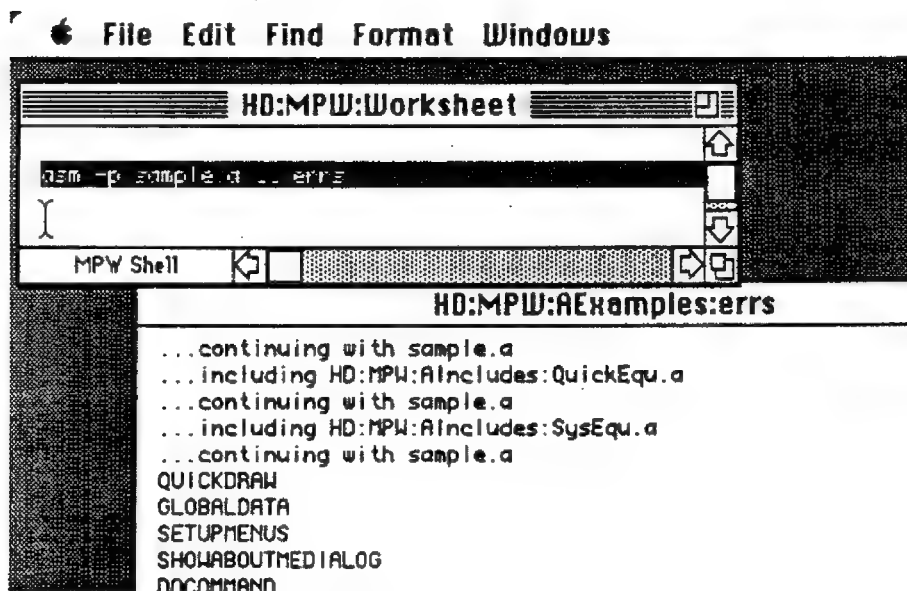 File Edit Find Format Windows
HD:MPW:Worksheet
asm -p sample.a errs
MPW Shell
HD:MPW:AExamples:errs
...continuing with sample.a
...including HD:MPW:AIncludes:QuickEqu.a
...continuing with sample.a
...including HD:MPW:AIncludes:SysEqu.a
...continuing with sample.a
QUICKDRAW
GLOBALDATA
SETUPMENUS
SHOWABOUTMEDIALOG
DOCOMMAND